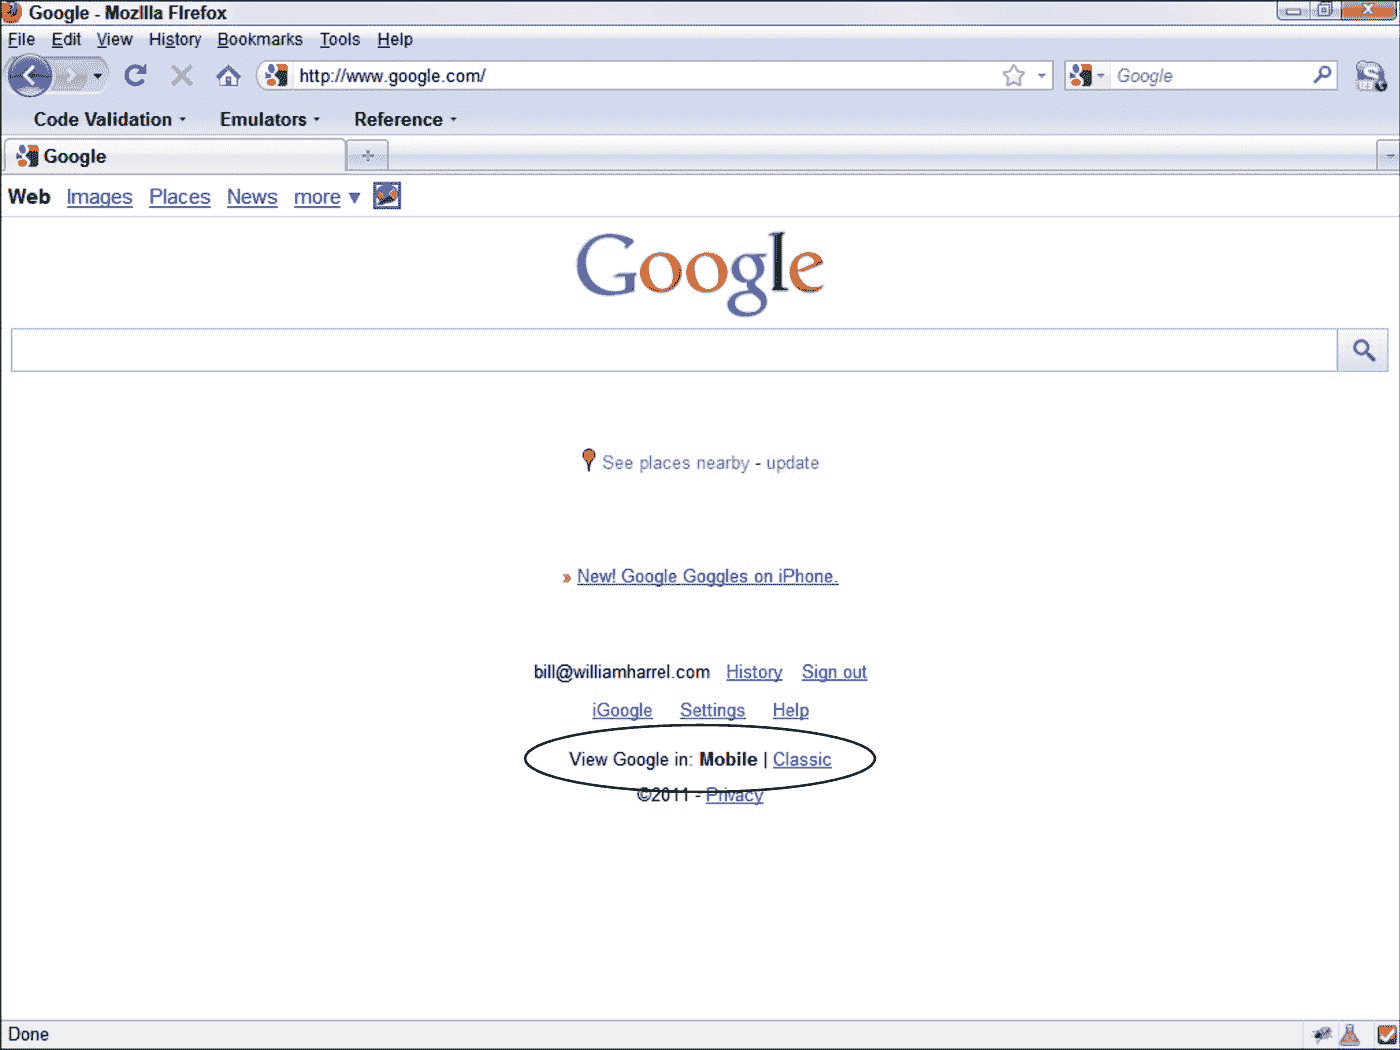 Google - Mozilla Firefox
File Edit View History Bookmarks Tools Help
http://www.google.com/ Google
Code Validation Emulators Reference
Google
Web Images Places News more
Google
See places nearby - update
» New! Google Goggles on iPhone.
bill@williamharrel.com History Sign out
iGoogle Settings Help
View Google in: Mobile | Classic
©2011 - Privacy
Done